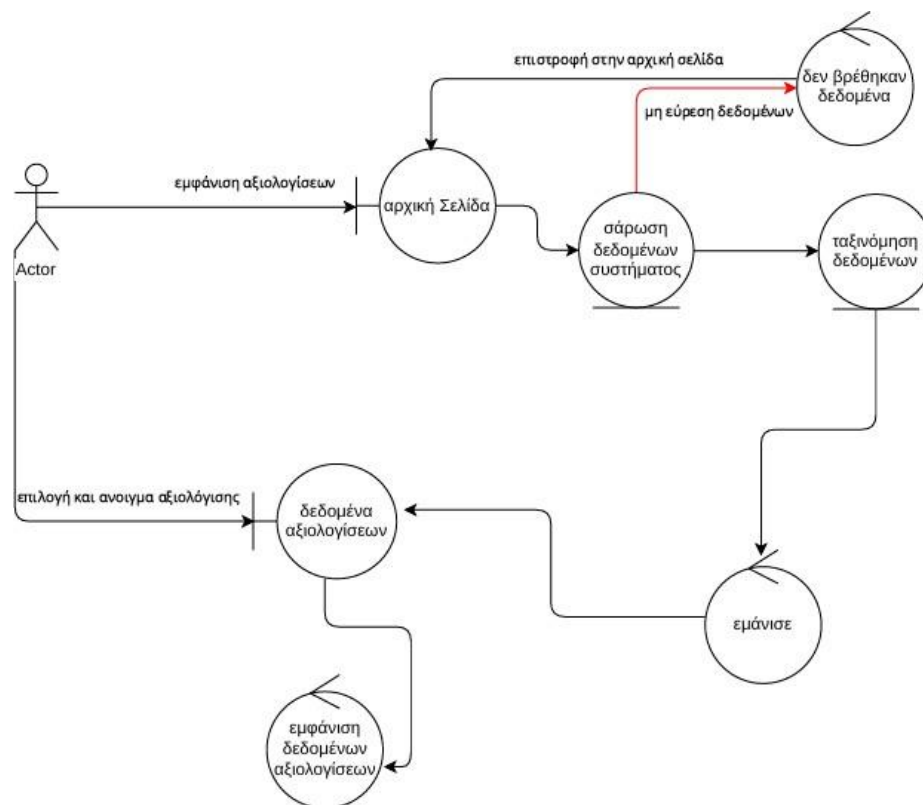 επιστροφή στην αρχική σελίδα
δεν βρέθηκαν
δεδομένα
μη εύρεση δεδομένων
εμφάνιση αξιολογίσεων
αρχική Σελίδα
σάρωση
δεδομένων
συστήματος
ταξινόμηση
δεδομένων
Actor
επιλογή και ανοιγμα αξιολόγισης
δεδομένα
αξιολογίσεων
εμάνισε
εμφάνιση
δεδομένων
αξιολογίσεων